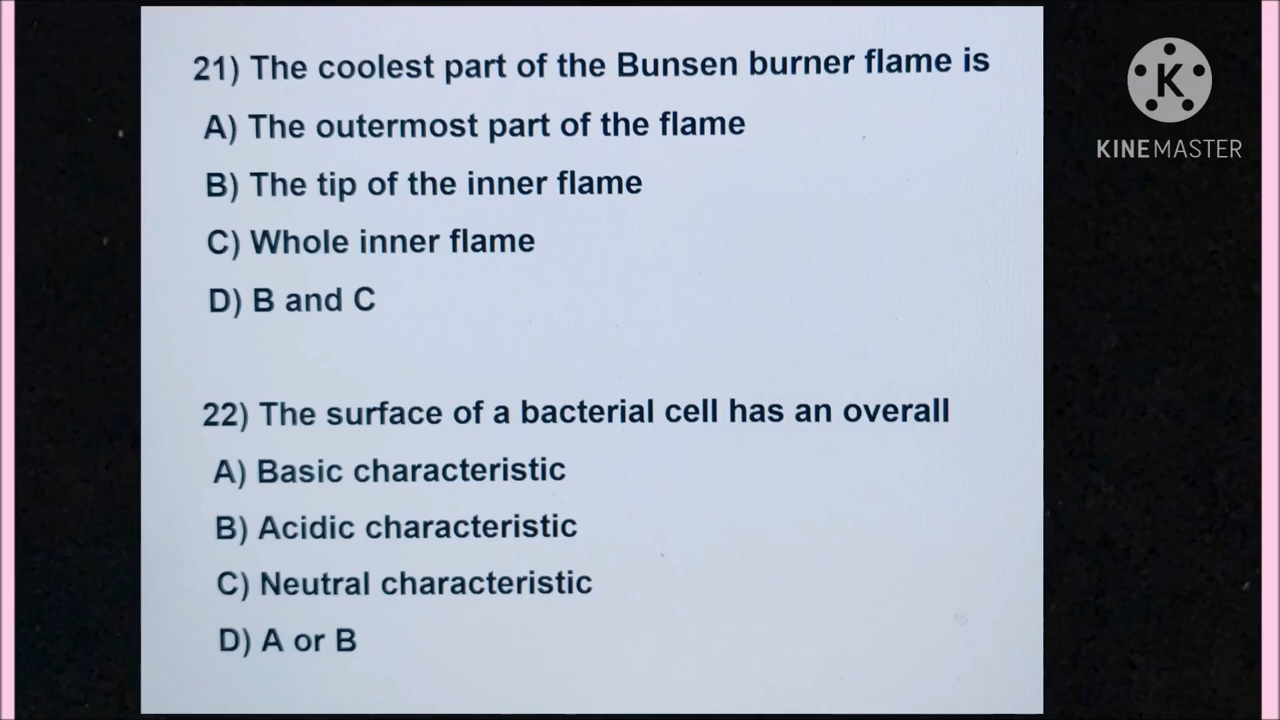 21) The coolest part of the Bunsen burner flame is
A) The outermost part of the flame
B) The tip of the inner flame
C) Whole inner flame
D) B and C
22) The surface of a bacterial cell has an overall
A) Basic characteristic
B) Acidic characteristic
C) Neutral characteristic
D) A or B
K
KINEMASTER